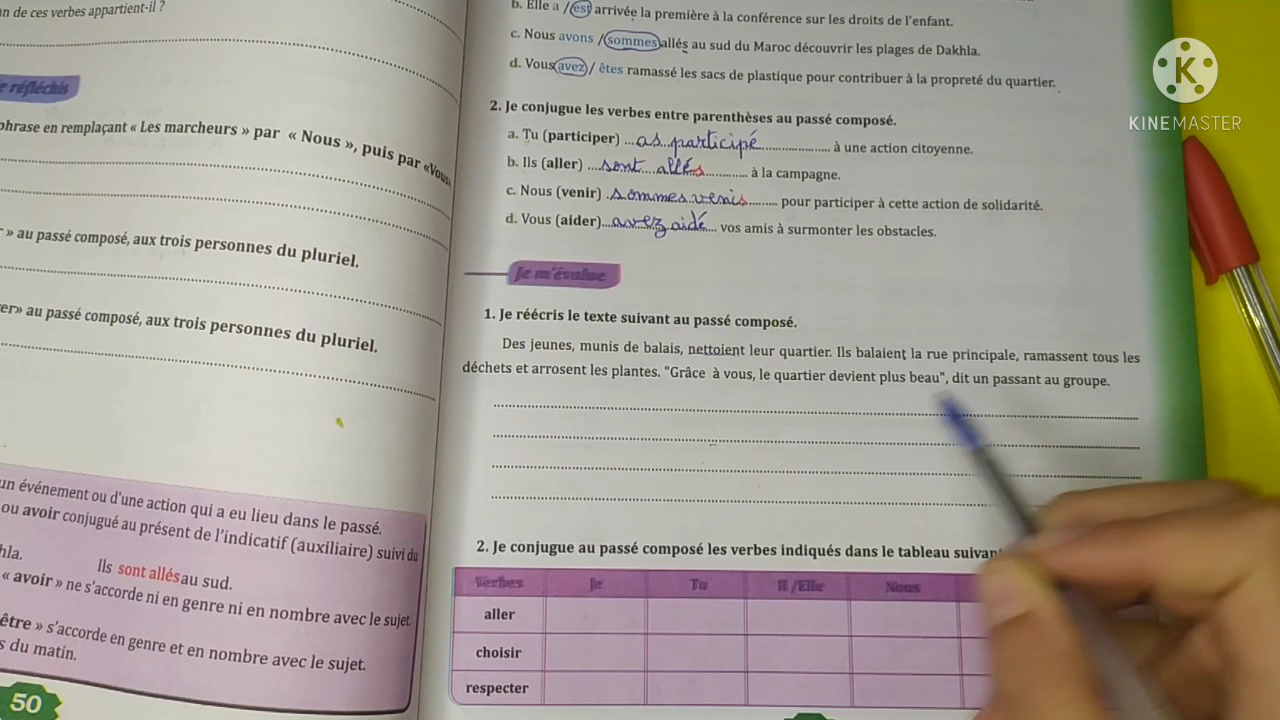 n de ces verbes appartient-il ?
e réfléchis
phrase en remplaçant « Les marcheurs » par « Nous », puis par «Vous»
» au passé composé, aux trois personnes du pluriel.
er» au passé composé, aux trois personnes du pluriel.
un événement ou d'une action qui a eu lieu dans le passé.
ou avoir conjugué au présent de l'indicatif (auxiliaire) suivi du
hla. Ils sont allés au sud.
« avoir » ne s'accorde ni en genre ni en nombre avec le sujet.
être » s'accorde en genre et en nombre avec le sujet.
s du matin.
50
b. Elle a / est arrivée la première à la conférence sur les droits de l'enfant.
c. Nous avons / sommes allés au sud du Maroc découvrir les plages de Dakhla.
d. Vous avez / êtes ramassé les sacs de plastique pour contribuer à la propreté du quartier.
2. Je conjugue les verbes entre parenthèses au passé composé.
a. Tu (participer) ...as participé... à une action citoyenne.
b. Ils (aller) ...sont allés... à la campagne.
c. Nous (venir) .sommes venis... pour participer à cette action de solidarité.
d. Vous (aider)...avez aidé... vos amis à surmonter les obstacles.
Je m'évalue
1. Je réécris le texte suivant au passé composé.
Des jeunes, munis de balais, nettoient leur quartier. Ils balaient la rue principale, ramassent tous les
déchets et arrosent les plantes. "Grâce à vous, le quartier devient plus beau", dit un passant au groupe.
2. Je conjugue au passé composé les verbes indiqués dans le tableau suivan
Verbes Je Tu Il /Elle Nous
aller
choisir
respecter
K
KINEMASTER